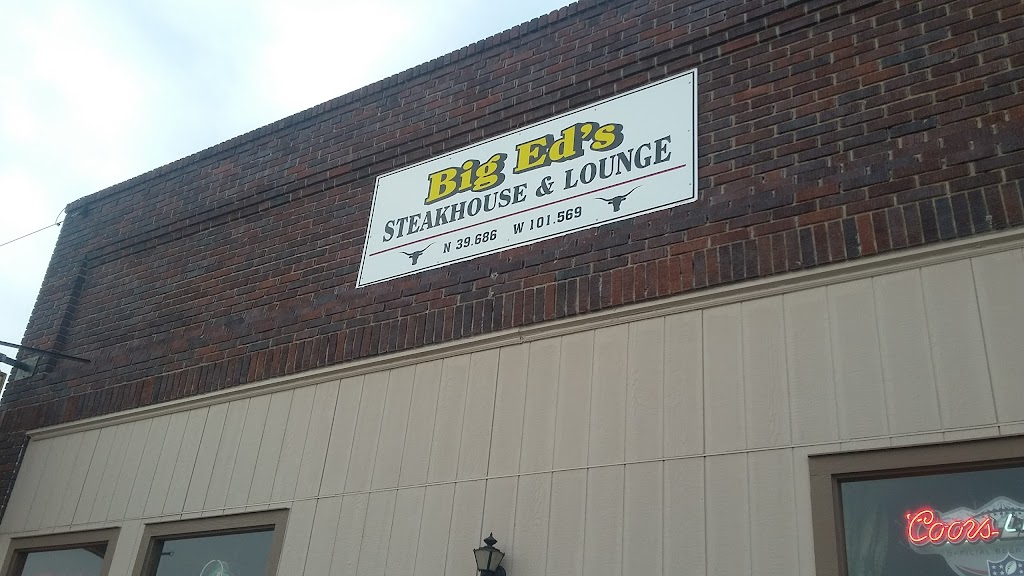 Big Ed's
STEAKHOUSE & LOUNGE
N 39.686 W 101.569
Coors